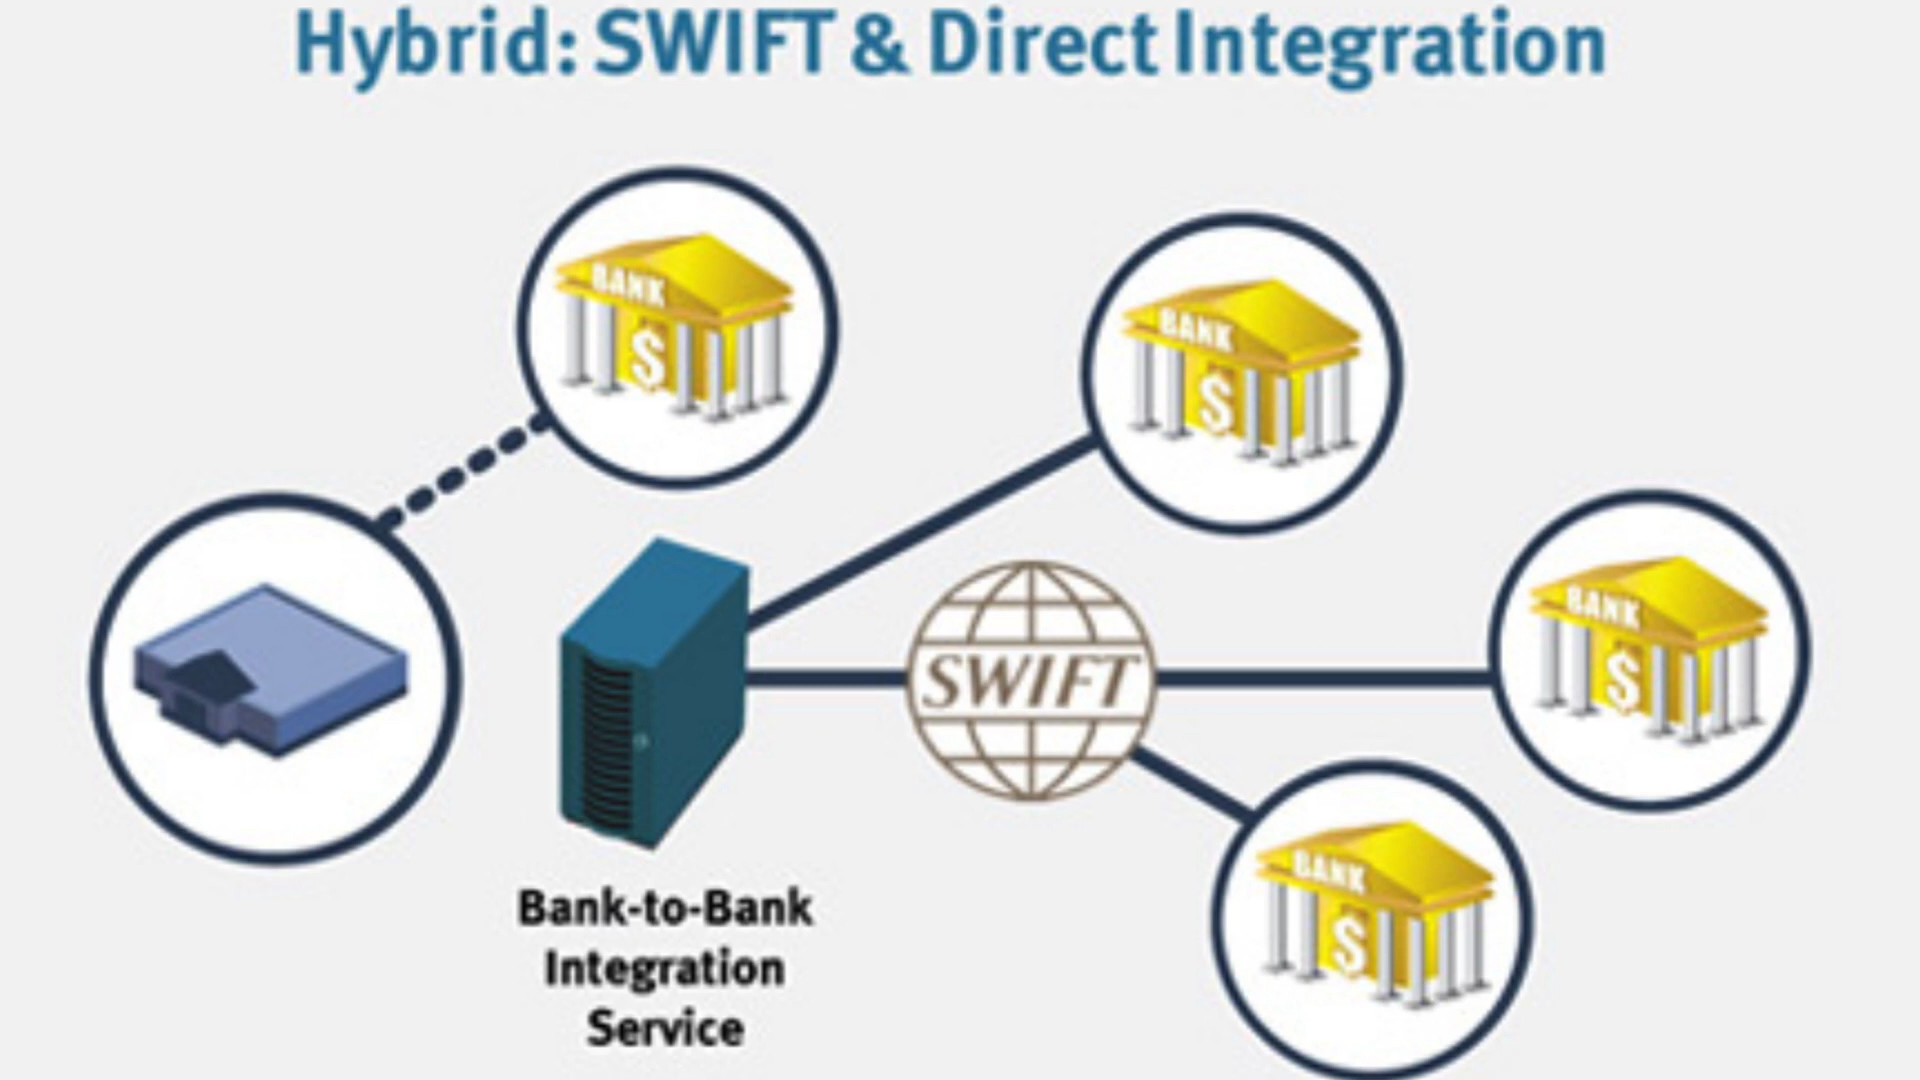 Hybrid: SWIFT & Direct Integration
BANK
$
BANK
$
BANK
$
SWIFT
BANK
$
Bank-to-Bank
Integration
Service